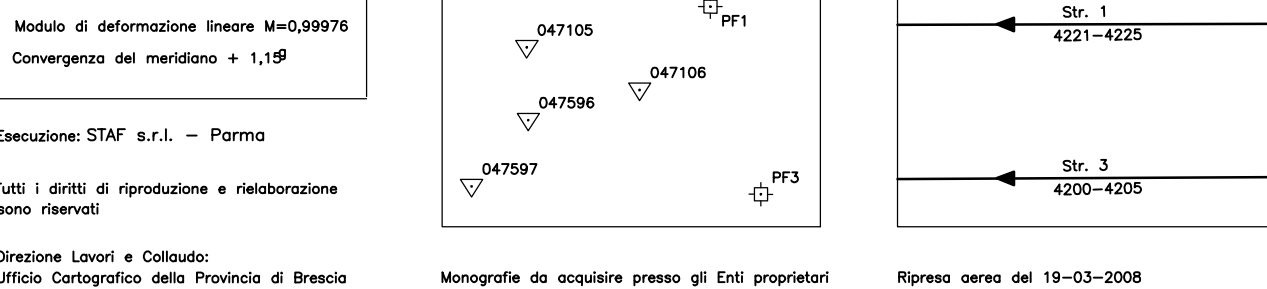 Modulo di deformazione lineare M=0,99976
Convergenza del meridiano + 1,15g
Esecuzione: STAF s.r.l. – Parma
Tutti i diritti di riproduzione e rielaborazione
sono riservati
Direzione Lavori e Collaudo:
Ufficio Cartografico della Provincia di Brescia
PF1
047105
047106
047596
047597
PF3
Monografie da acquisire presso gli Enti proprietari
Str. 1
4221–4225
Str. 3
4200–4205
Ripresa aerea del 19–03–2008